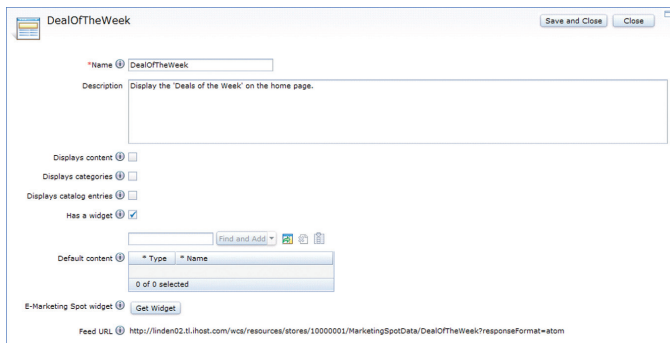 DealOfTheWeek
Save and Close Close
*Name DealOfTheWeek
Description Display the 'Deals of the Week' on the home page.
Displays content
Displays categories
Displays catalog entries
Has a widget
Find and Add
Default content * Type * Name
0 of 0 selected
E-Marketing Spot widget Get Widget
Feed URL http://linden02.tl.ihost.com/wcs/resources/stores/10000001/MarketingSpotData/DealOfTheWeek?responseFormat=atom